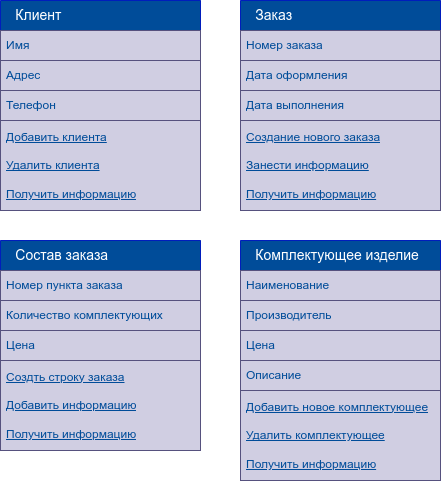 Клиент
Имя
Адрес
Телефон
Добавить клиента
Удалить клиента
Получить информацию
Заказ
Номер заказа
Дата оформления
Дата выполнения
Создание нового заказа
Занести информацию
Получить информацию
Состав заказа
Номер пункта заказа
Количество комплектующих
Цена
Создть строку заказа
Добавить информацию
Получить информацию
Комплектующее изделие
Наименование
Производитель
Цена
Описание
Добавить новое комплектующее
Удалить комплектующее
Получить информацию